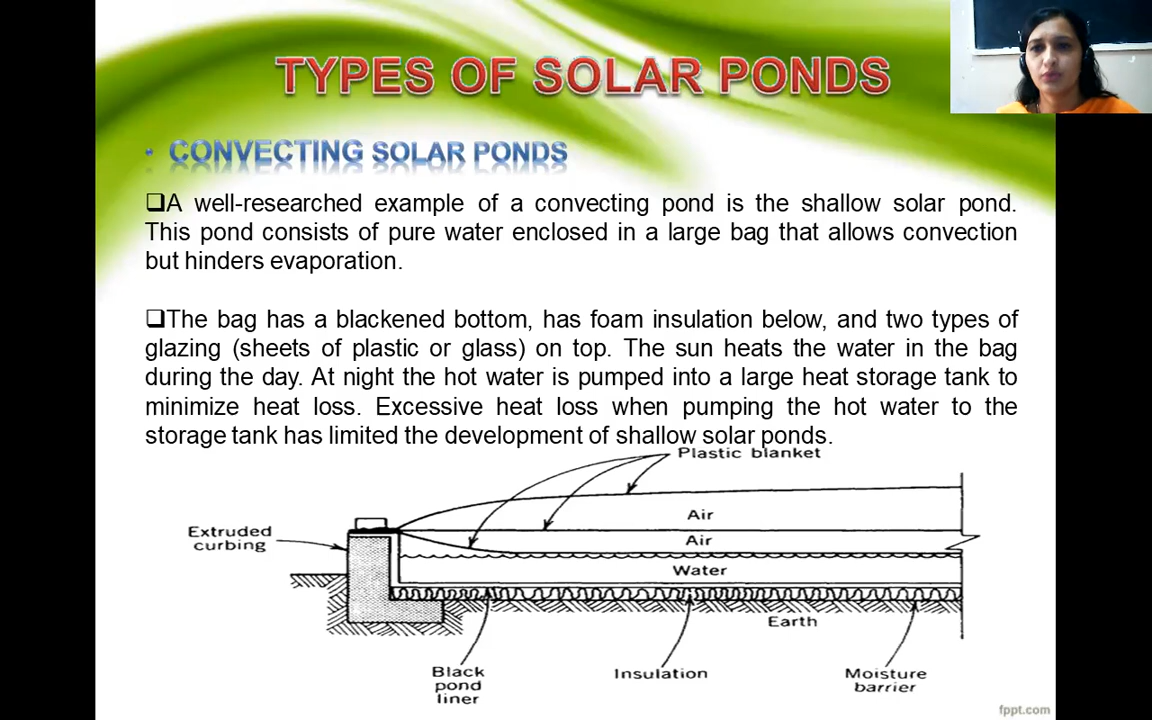 TYPES OF SOLAR PONDS
• CONVECTING SOLAR PONDS
❑A well-researched example of a convecting pond is the shallow solar pond.
This pond consists of pure water enclosed in a large bag that allows convection
but hinders evaporation.
❑The bag has a blackened bottom, has foam insulation below, and two types of
glazing (sheets of plastic or glass) on top. The sun heats the water in the bag
during the day. At night the hot water is pumped into a large heat storage tank to
minimize heat loss. Excessive heat loss when pumping the hot water to the
storage tank has limited the development of shallow solar ponds.
Plastic blanket
Air
Extruded
curbing
Air
Water
Earth
Black
pond
liner
Insulation
Moisture
barrier
fppt.com